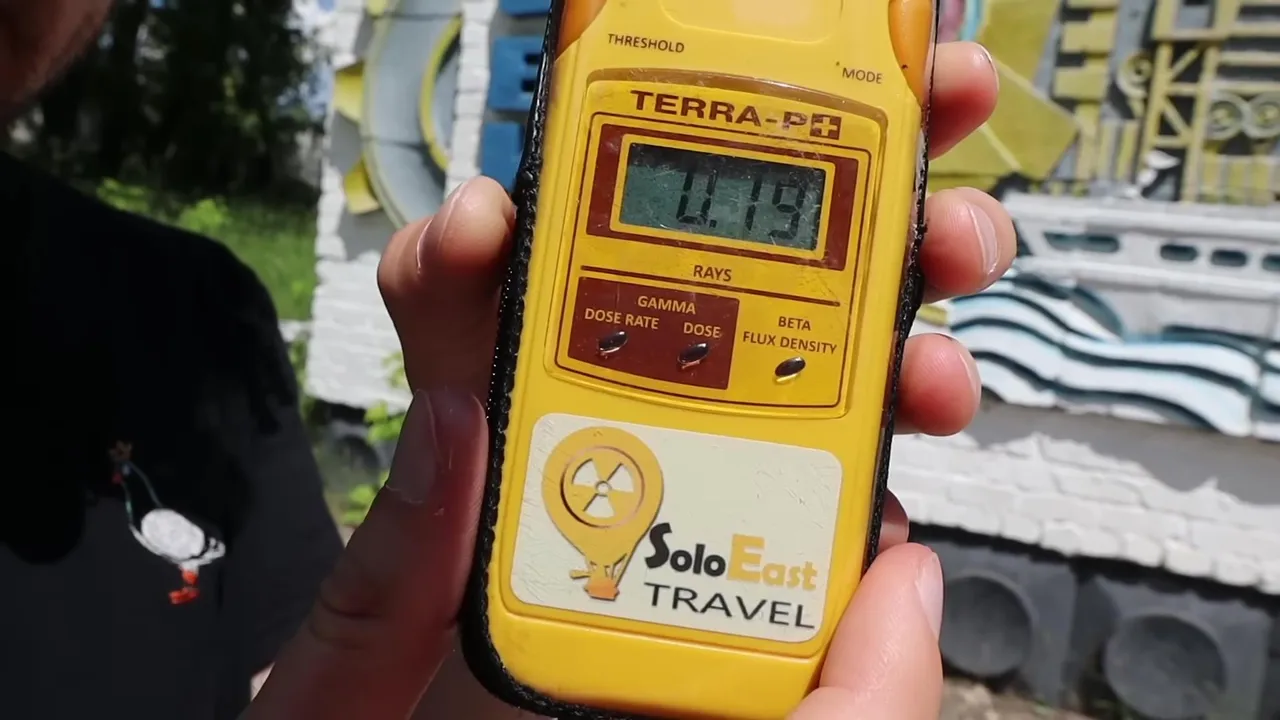 THRESHOLD
MODE
TERRA-P+
0.19
RAYS
GAMMA
DOSE RATE DOSE
BETA
FLUX DENSITY
SoloEast
TRAVEL